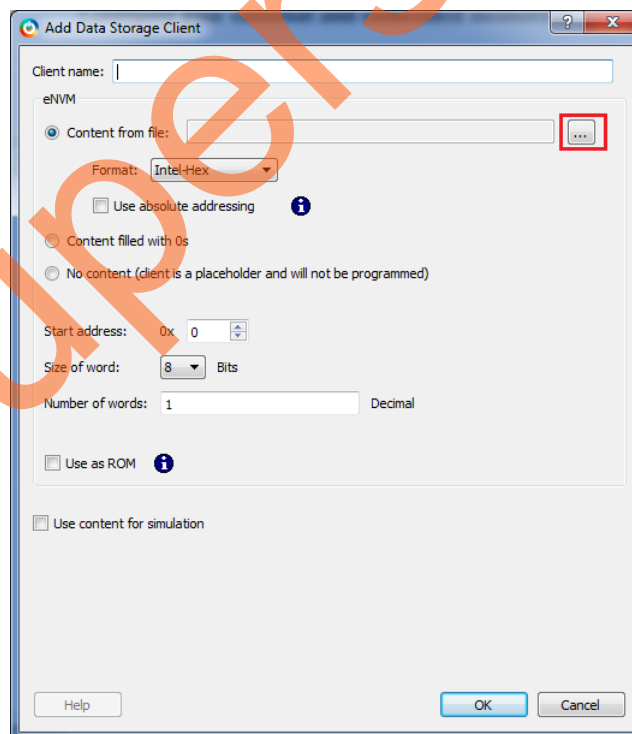 Add Data Storage Client
Client name:
eNVM
Content from file:
...
Format: Intel-Hex
Use absolute addressing
Content filled with 0s
No content (client is a placeholder and will not be programmed)
Start address: 0x 0
Size of word: 8 Bits
Number of words: 1 Decimal
Use as ROM
Use content for simulation
Help OK Cancel